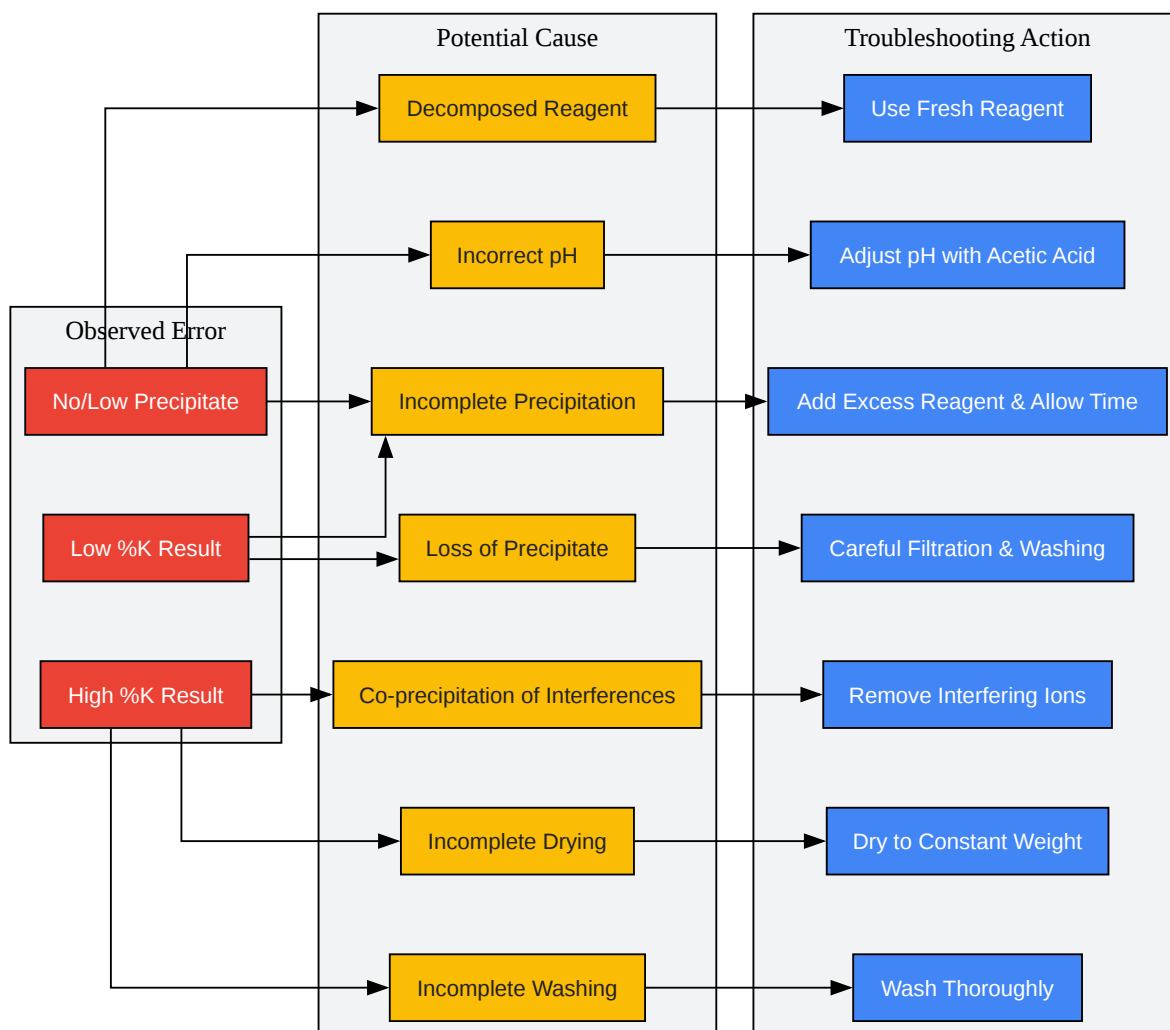 Potential Cause
Troubleshooting Action
Decomposed Reagent
Use Fresh Reagent
Incorrect pH
Adjust pH with Acetic Acid
Observed Error
No/Low Precipitate
Incomplete Precipitation
Add Excess Reagent & Allow Time
Low %K Result
Loss of Precipitate
Careful Filtration & Washing
High %K Result
Co-precipitation of Interferences
Remove Interfering Ions
Incomplete Drying
Dry to Constant Weight
Incomplete Washing
Wash Thoroughly